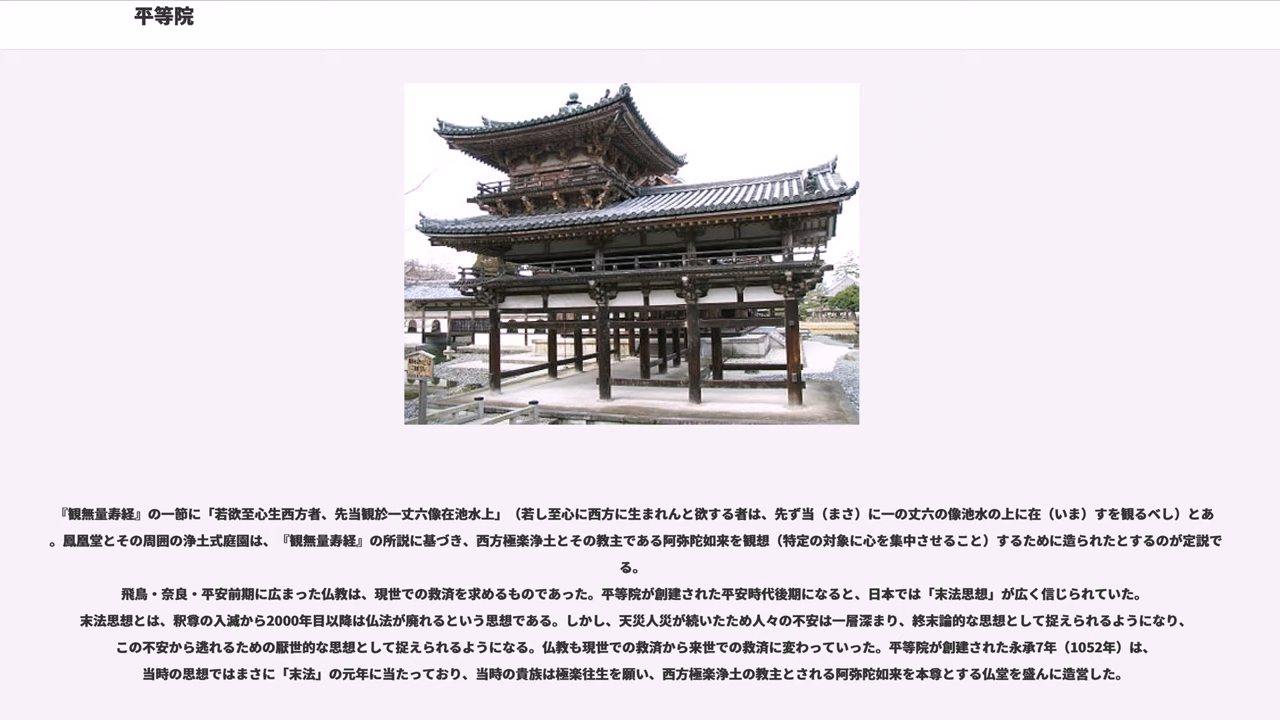 平等院
『観無量寿経』の一節に「若欲至心生西方者、先当観於一丈六像在池水上」（若し至心に西方に生まれんと欲する者は、先ず当（まさ）に一の丈六の像池水の上に在（いま）すを観るべし）とあ
。鳳凰堂とその周囲の浄土式庭園は、『観無量寿経』の所説に基づき、西方極楽浄土とその教主である阿弥陀如来を観想（特定の対象に心を集中させること）するために造られたとするのが定説で
る。
飛鳥・奈良・平安前期に広まった仏教は、現世での救済を求めるものであった。平等院が創建された平安時代後期になると、日本では「末法思想」が広く信じられていた。
末法思想とは、釈尊の入滅から2000年目以降は仏法が廃れるという思想である。しかし、天災人災が続いたため人々の不安は一層深まり、終末論的な思想として捉えられるようになり、
この不安から逃れるための厭世的な思想として捉えられるようになる。仏教も現世での救済から来世での救済に変わっていった。平等院が創建された永承7年（1052年）は、
当時の思想ではまさに「末法」の元年に当たっており、当時の貴族は極楽往生を願い、西方極楽浄土の教主とされる阿弥陀如来を本尊とする仏堂を盛んに造営した。